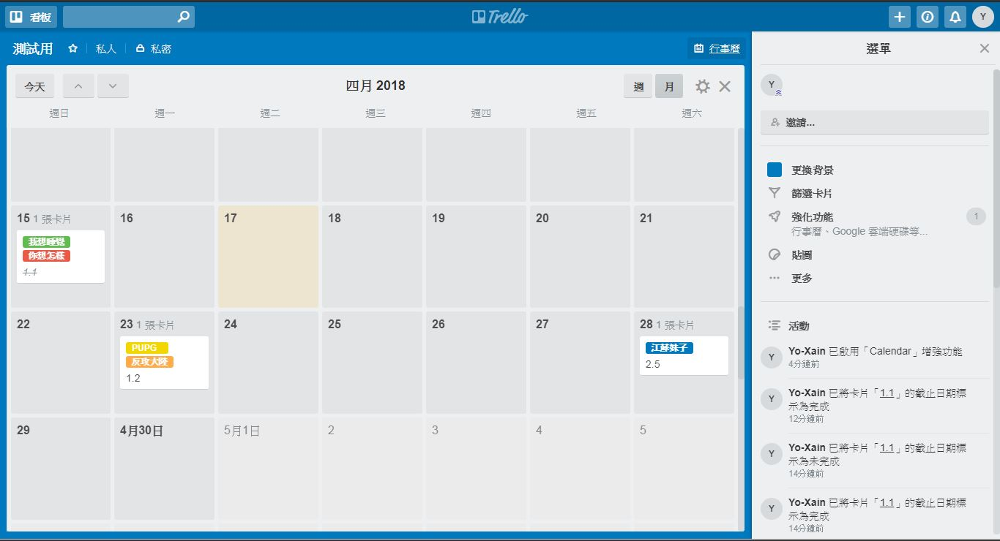 看板
Trello
Y
測試用
私人
私密
行事曆
今天
四月 2018
週
月
週日 週一 週二 週三 週四 週五 週六
15 1 張卡片
我想睡覺
你想怎樣
1.1
16
17
18
19
20
21
22
23 1 張卡片
PUPG
反攻大陸
1.2
24
25
26
27
28 1 張卡片
江蘇妹子
2.5
29
4月30日
5月1日
2
3
4
5
選單
Y
邀請...
更換背景
篩選卡片
強化功能
1
行事曆、Google 雲端硬碟等...
貼圖
更多
活動
Y
Yo-Xain 已啟用「Calendar」增強功能
4分鐘前
Y
Yo-Xain 已將卡片「1.1」的截止日期標
示為完成
12分鐘前
Y
Yo-Xain 已將卡片「1.1」的截止日期標
示為未完成
14分鐘前
Y
Yo-Xain 已將卡片「1.1」的截止日期標
示為完成
14分鐘前